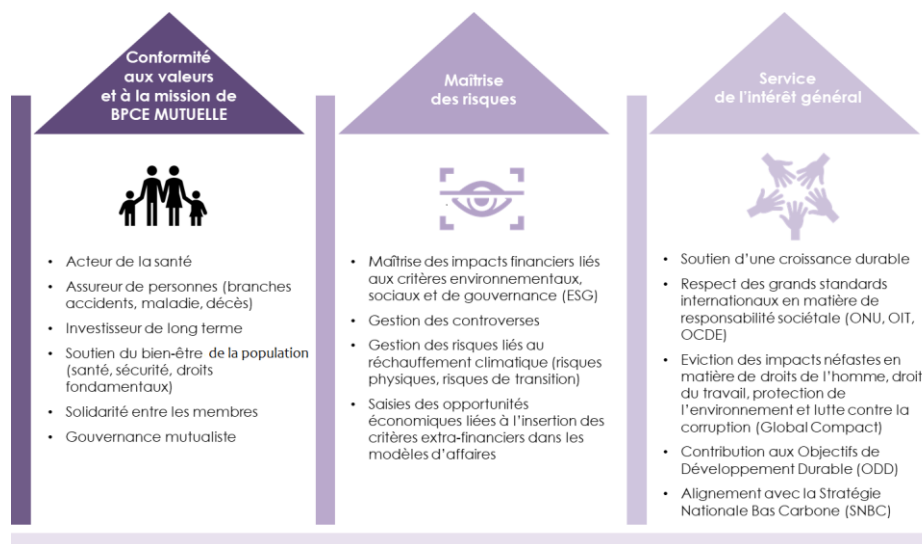 Conformité
aux valeurs
et à la mission de
BPCE MUTUELLE
• Acteur de la santé
• Assureur de personnes (branches
accidents, maladie, décès)
• Investisseur de long terme
• Soutien du bien-être de la population
(santé, sécurité, droits
fondamentaux)
• Solidarité entre les membres
• Gouvernance mutualiste
Maîtrise
des risques
• Maîtrise des impacts financiers liés
aux critères environnementaux,
sociaux et de gouvernance (ESG)
• Gestion des controverses
• Gestion des risques liés au
réchauffement climatique (risques
physiques, risques de transition)
• Saisies des opportunités
économiques liées à l'insertion des
critères extra-financiers dans les
modèles d'affaires
Service
de l'intérêt général
• Soutien d'une croissance durable
• Respect des grands standards
internationaux en matière de
responsabilité sociétale (ONU, OIT,
OCDE)
• Eviction des impacts néfastes en
matière de droits de l'homme, droit
du travail, protection de
l'environnement et lutte contre la
corruption (Global Compact)
• Contribution aux Objectifs de
Développement Durable (ODD)
• Alignement avec la Stratégie
Nationale Bas Carbone (SNBC)